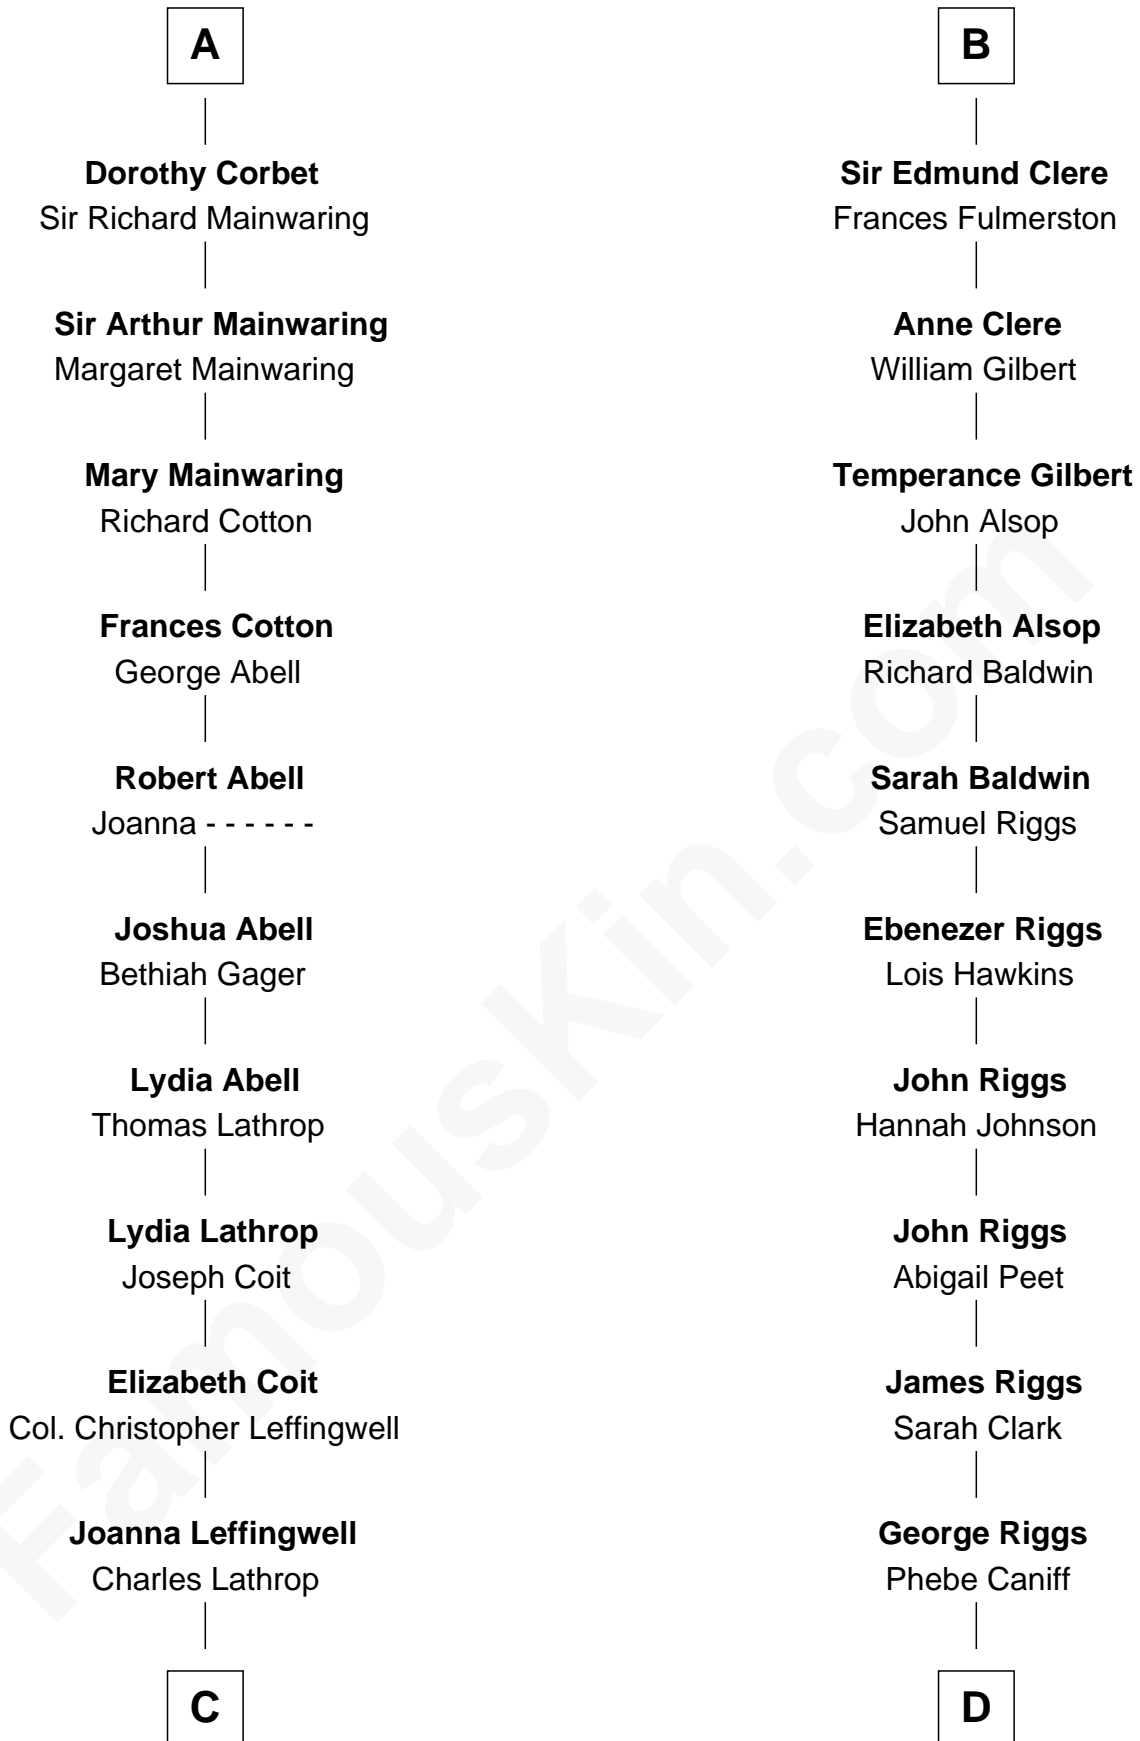 A
Dorothy Corbet
Sir Richard Mainwaring
Sir Arthur Mainwaring
Margaret Mainwaring
Mary Mainwaring
Richard Cotton
Frances Cotton
George Abell
Robert Abell
Joanna - - - - - -
Joshua Abell
Bethiah Gager
Lydia Abell
Thomas Lathrop
Lydia Lathrop
Joseph Coit
Elizabeth Coit
Col. Christopher Leffingwell
Joanna Leffingwell
Charles Lathrop
C
B
Sir Edmund Clere
Frances Fulmerston
Anne Clere
William Gilbert
Temperance Gilbert
John Alsop
Elizabeth Alsop
Richard Baldwin
Sarah Baldwin
Samuel Riggs
Ebenezer Riggs
Lois Hawkins
John Riggs
Hannah Johnson
John Riggs
Abigail Peet
James Riggs
Sarah Clark
George Riggs
Phebe Caniff
D
FamousKin.com